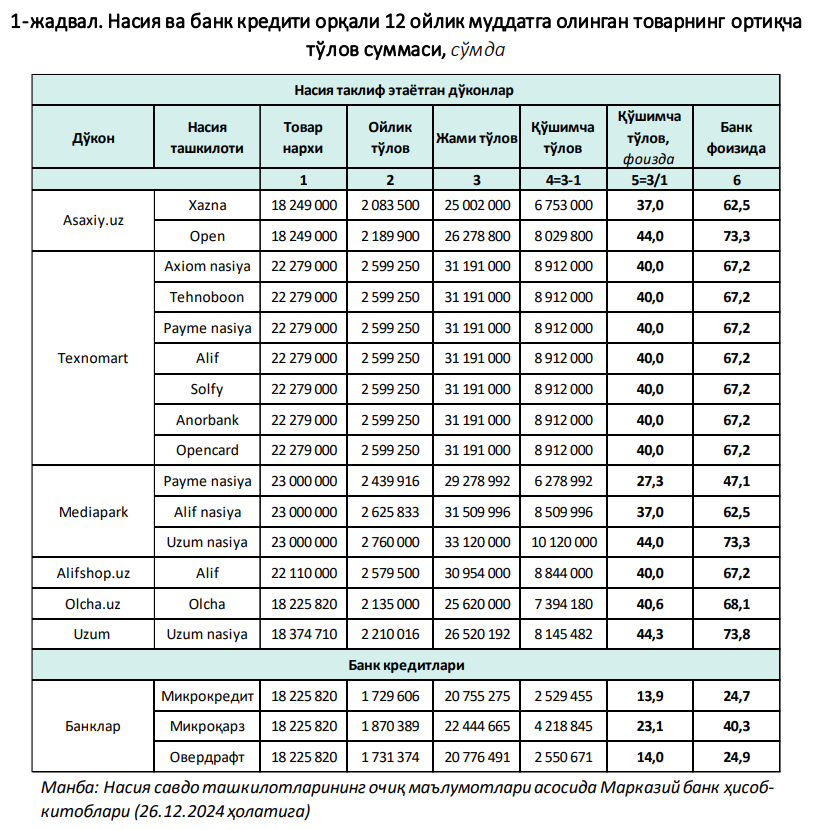 1-жадвал. Насия ва банк кредити орқали 12 ойлик муддатга олинган товарнинг ортиқча
тўлов суммаси, сўмда
Насия таклиф этаётган дўконлар
Дўкон Насия ташкилоти Товар нархи Ойлик тўлов Жами тўлов Қўшимча тўлов Қўшимча тўлов, фоизда Банк фоизида
1 2 3 4=3-1 5=3/1 6
Asaxiy.uz Xazna 18 249 000 2 083 500 25 002 000 6 753 000 37,0 62,5
Open 18 249 000 2 189 900 26 278 800 8 029 800 44,0 73,3
Texnomart Axiom nasiya 22 279 000 2 599 250 31 191 000 8 912 000 40,0 67,2
Tehnoboon 22 279 000 2 599 250 31 191 000 8 912 000 40,0 67,2
Payme nasiya 22 279 000 2 599 250 31 191 000 8 912 000 40,0 67,2
Alif 22 279 000 2 599 250 31 191 000 8 912 000 40,0 67,2
Solfy 22 279 000 2 599 250 31 191 000 8 912 000 40,0 67,2
Anorbank 22 279 000 2 599 250 31 191 000 8 912 000 40,0 67,2
Opencard 22 279 000 2 599 250 31 191 000 8 912 000 40,0 67,2
Mediapark Payme nasiya 23 000 000 2 439 916 29 278 992 6 278 992 27,3 47,1
Alif nasiya 23 000 000 2 625 833 31 509 996 8 509 996 37,0 62,5
Uzum nasiya 23 000 000 2 760 000 33 120 000 10 120 000 44,0 73,3
Alifshop.uz Alif 22 110 000 2 579 500 30 954 000 8 844 000 40,0 67,2
Olcha.uz Olcha 18 225 820 2 135 000 25 620 000 7 394 180 40,6 68,1
Uzum Uzum nasiya 18 374 710 2 210 016 26 520 192 8 145 482 44,3 73,8
Банк кредитлари
Банклар Микрокредит 18 225 820 1 729 606 20 755 275 2 529 455 13,9 24,7
Микроқарз 18 225 820 1 870 389 22 444 665 4 218 845 23,1 40,3
Овердрафт 18 225 820 1 731 374 20 776 491 2 550 671 14,0 24,9
Манба: Насия савдо ташкилотларининг очиқ маълумотлари асосида Марказий банк ҳисоб-
китоблари (26.12.2024 ҳолатига)